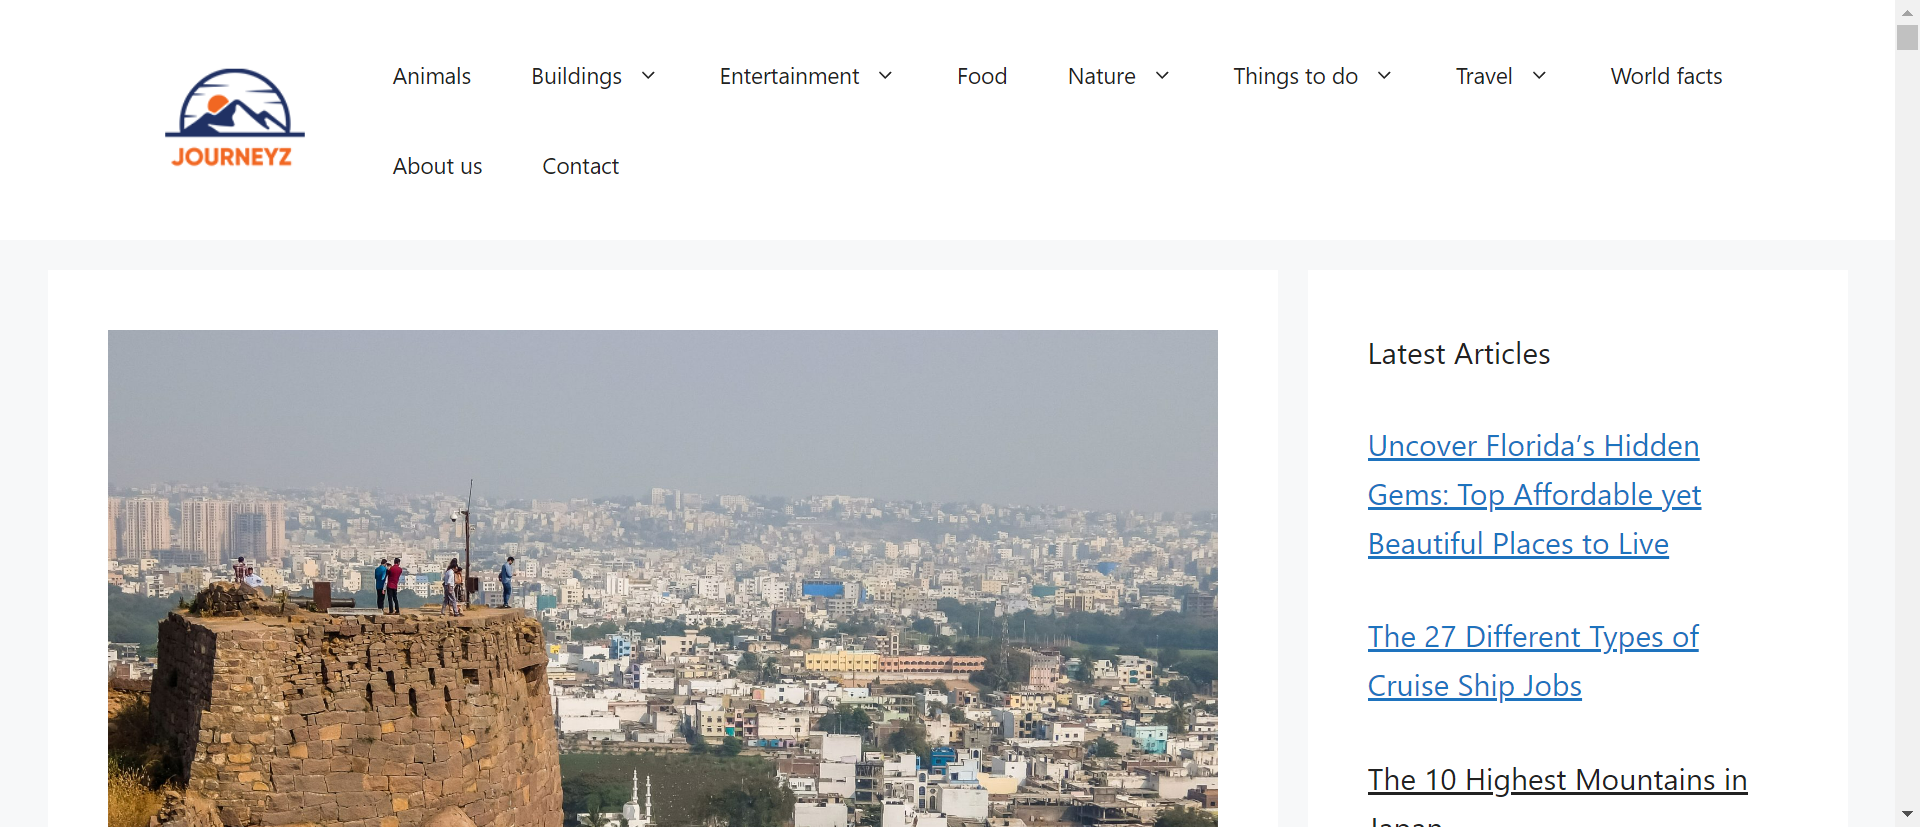 JOURNEYZ
Animals
Buildings
Entertainment
Food
Nature
Things to do
Travel
World facts
About us
Contact
Latest Articles
Uncover Florida’s Hidden
Gems: Top Affordable yet
Beautiful Places to Live
The 27 Different Types of
Cruise Ship Jobs
The 10 Highest Mountains in
Japan